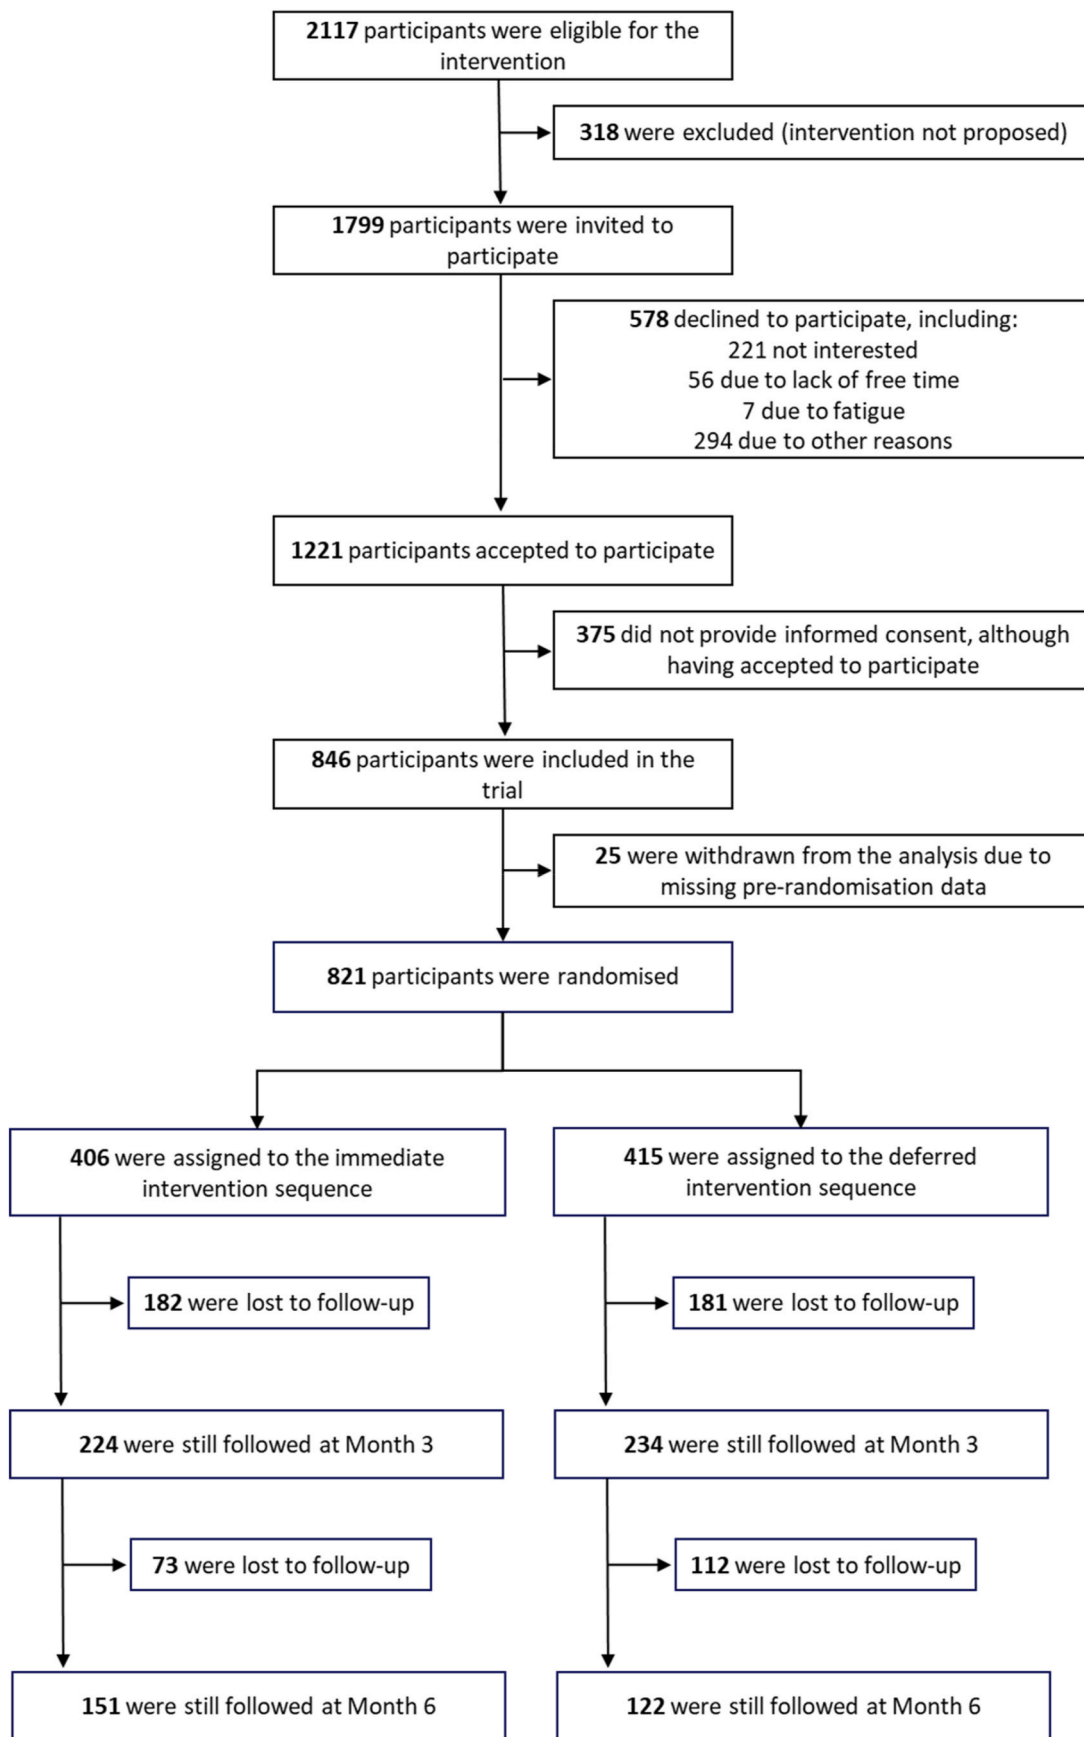 2117 participants were eligible for the
intervention
318 were excluded (intervention not proposed)
1799 participants were invited to
participate
578 declined to participate, including:
221 not interested
56 due to lack of free time
7 due to fatigue
294 due to other reasons
1221 participants accepted to participate
375 did not provide informed consent, although
having accepted to participate
846 participants were included in the
trial
25 were withdrawn from the analysis due to
missing pre-randomisation data
821 participants were randomised
406 were assigned to the immediate
intervention sequence
415 were assigned to the deferred
intervention sequence
182 were lost to follow-up
181 were lost to follow-up
224 were still followed at Month 3
234 were still followed at Month 3
73 were lost to follow-up
112 were lost to follow-up
151 were still followed at Month 6
122 were still followed at Month 6